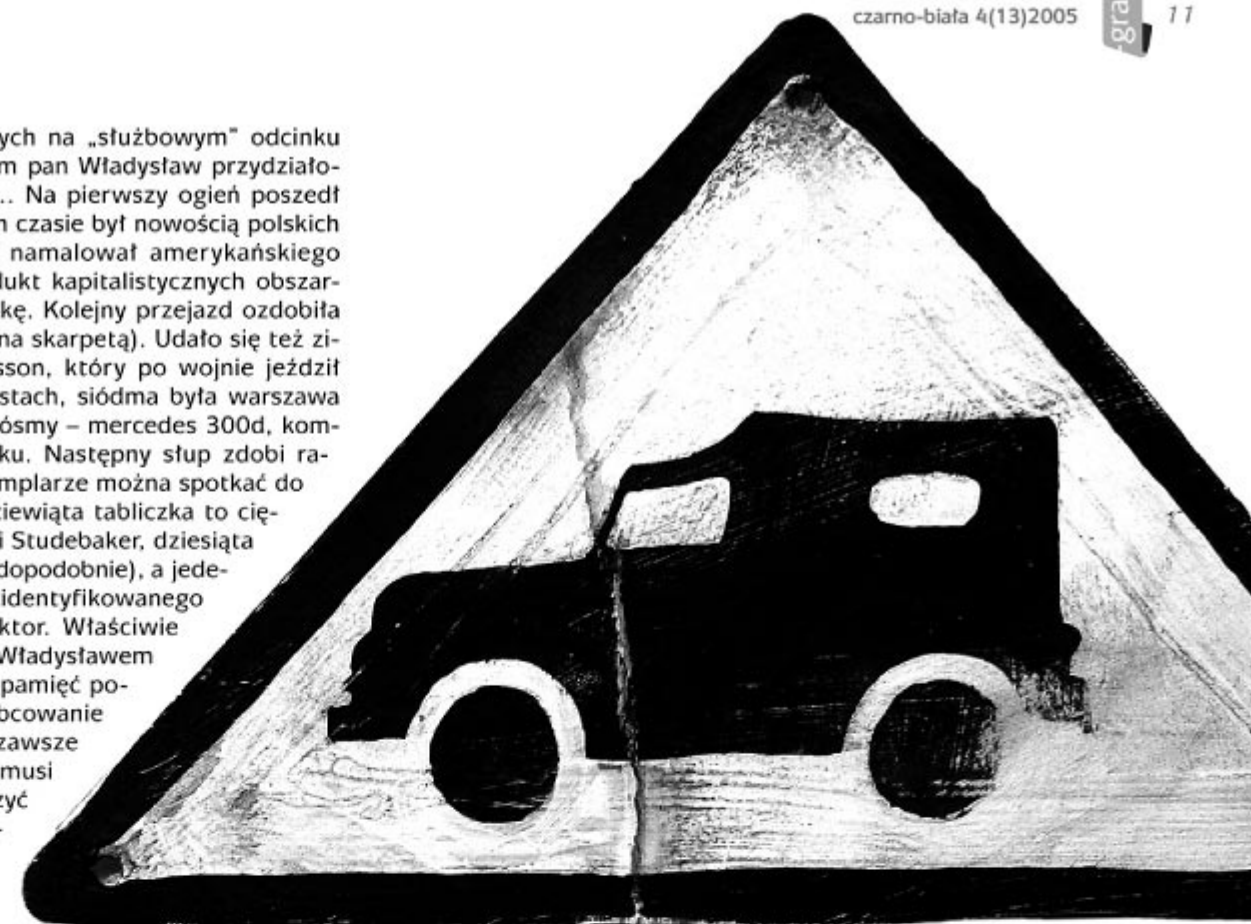 czarno-biała 4(13)2005
gra
11
ych na „służbowym” odcinku
m pan Władysław przydziało-
.. Na pierwszy ogień poszedł
n czasie był nowością polskich
namalował amerykańskiego
dukt kapitalistycznych obszar-
kę. Kolejny przejazd ozdobiła
na skarpetą). Udało się też zi-
sson, który po wojnie jeździł
stach, siódma była warszawa
ósmy – mercedes 300d, kom-
ku. Następny słup zdobi ra-
mplarze można spotkać do
ziewiąta tabliczka to cię-
i Studebaker, dziesiąta
dopodobnie), a jede-
identyfikowanego
ktor. Właściwie
Władysławem
pamięć po-
bcowanie
zawsze
musi
zyć